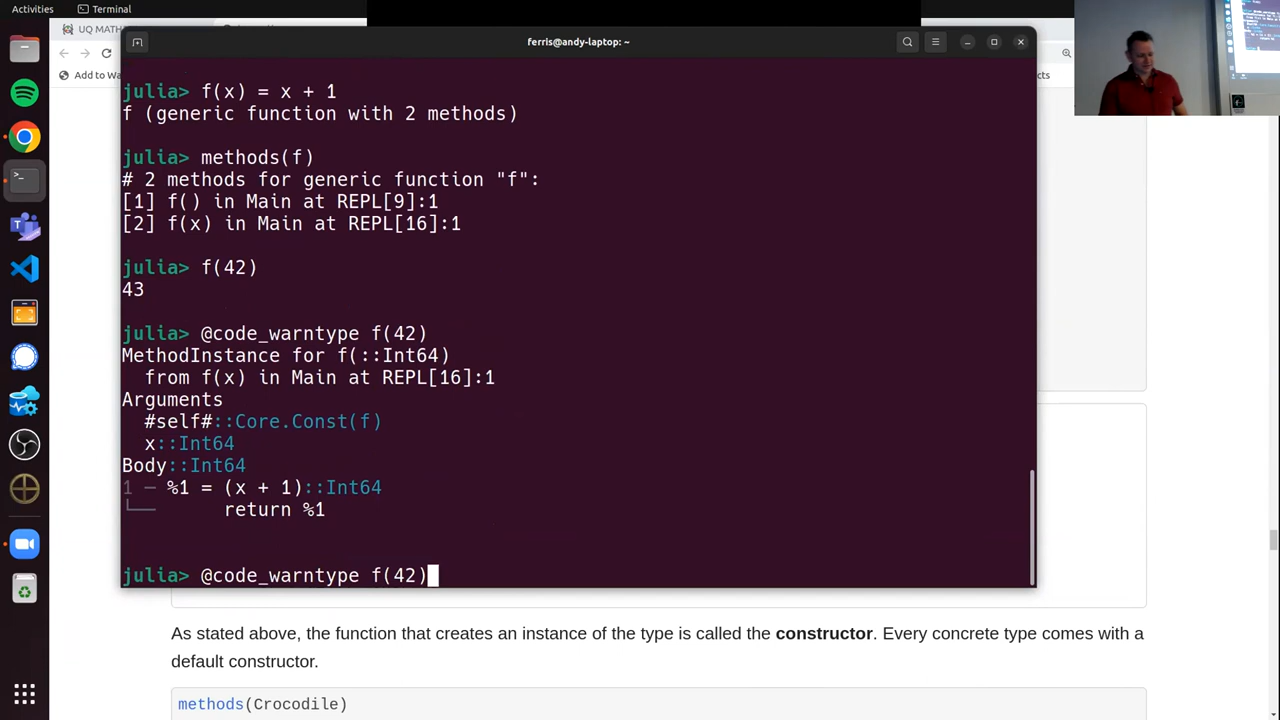 Activities
Terminal
UQ MATH
ferris@andy-laptop: ~
Add to Wa
cts
julia> f(x) = x + 1
f (generic function with 2 methods)
julia> methods(f)
# 2 methods for generic function "f":
[1] f() in Main at REPL[9]:1
[2] f(x) in Main at REPL[16]:1
julia> f(42)
43
julia> @code_warntype f(42)
MethodInstance for f(::Int64)
from f(x) in Main at REPL[16]:1
Arguments
#self#::Core.Const(f)
x::Int64
Body::Int64
1 ─ %1 = (x + 1)::Int64
└── return %1
julia> @code_warntype f(42)
As stated above, the function that creates an instance of the type is called the constructor. Every concrete type comes with a
default constructor.
methods(Crocodile)